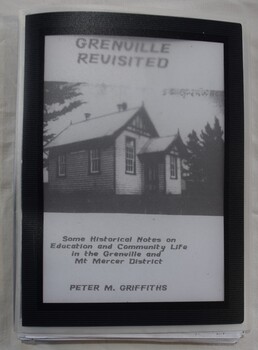 GRENVILLE
REVISITED
Some Historical Notes on
Education and Community Life
in the Grenville and
Mt Mercer District
PETER M. GRIFFITHS